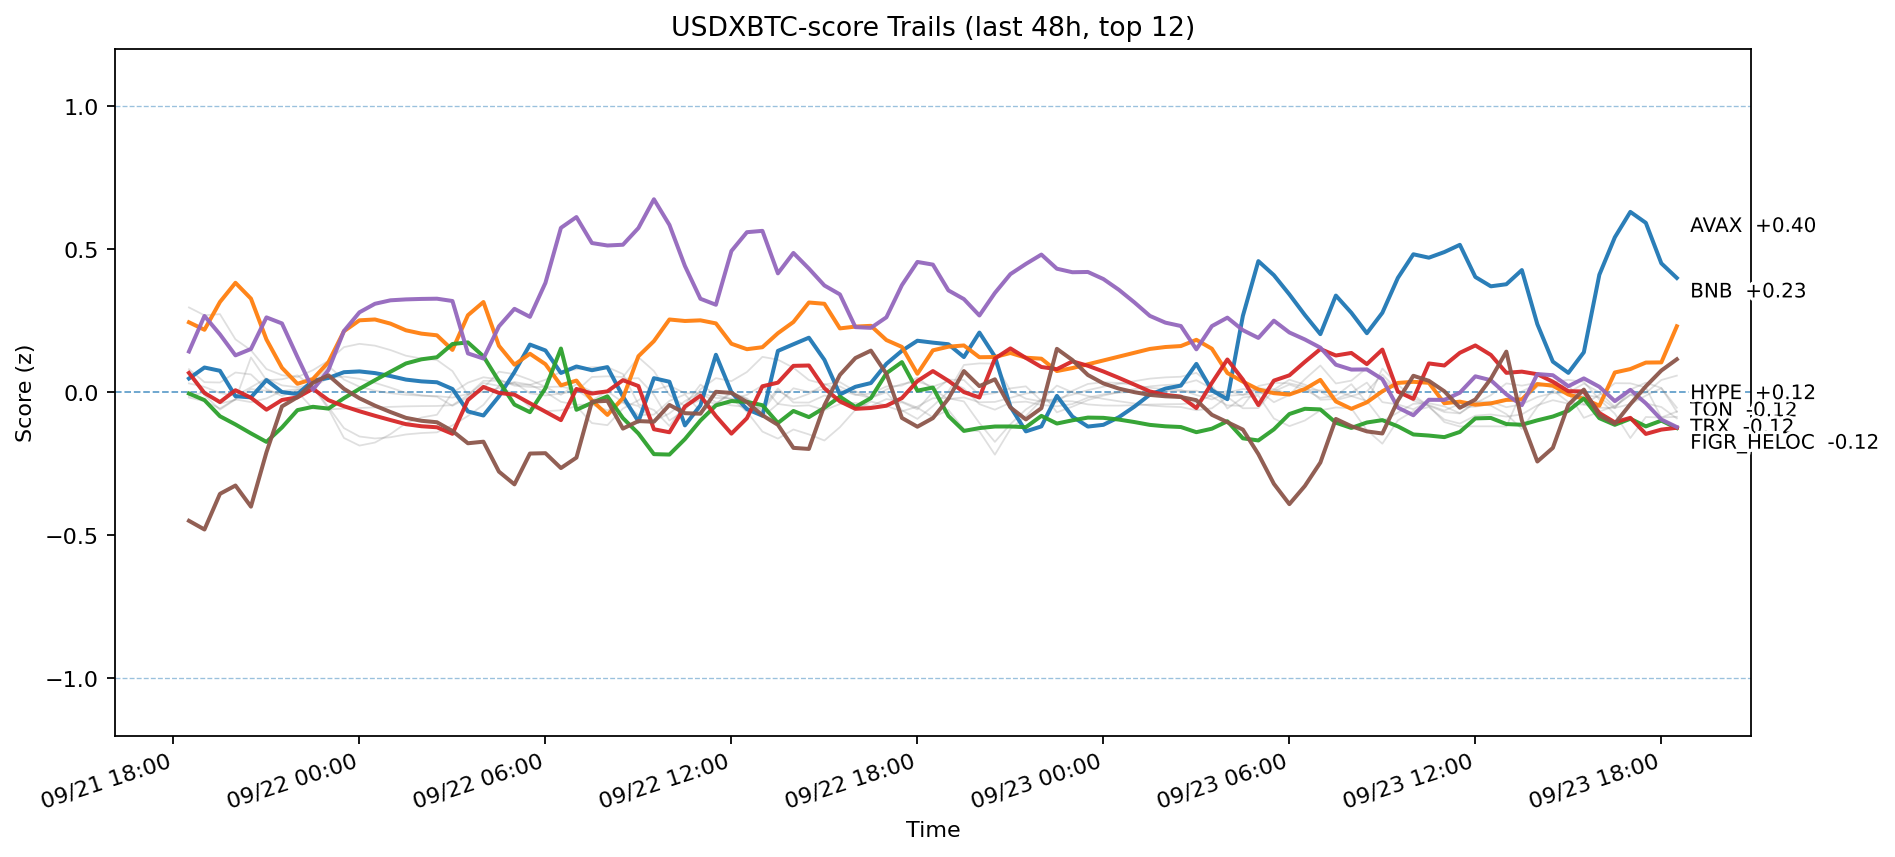 USDXBTC-score Trails (last 48h, top 12)
Score (z)
1.0
0.5
0.0
−0.5
−1.0
AVAX +0.40
BNB +0.23
HYPE +0.12
TON -0.12
TRX -0.12
FIGR_HELOC -0.12
09/21 18:00
09/22 00:00
09/22 06:00
09/22 12:00
09/22 18:00
09/23 00:00
09/23 06:00
09/23 12:00
09/23 18:00
Time